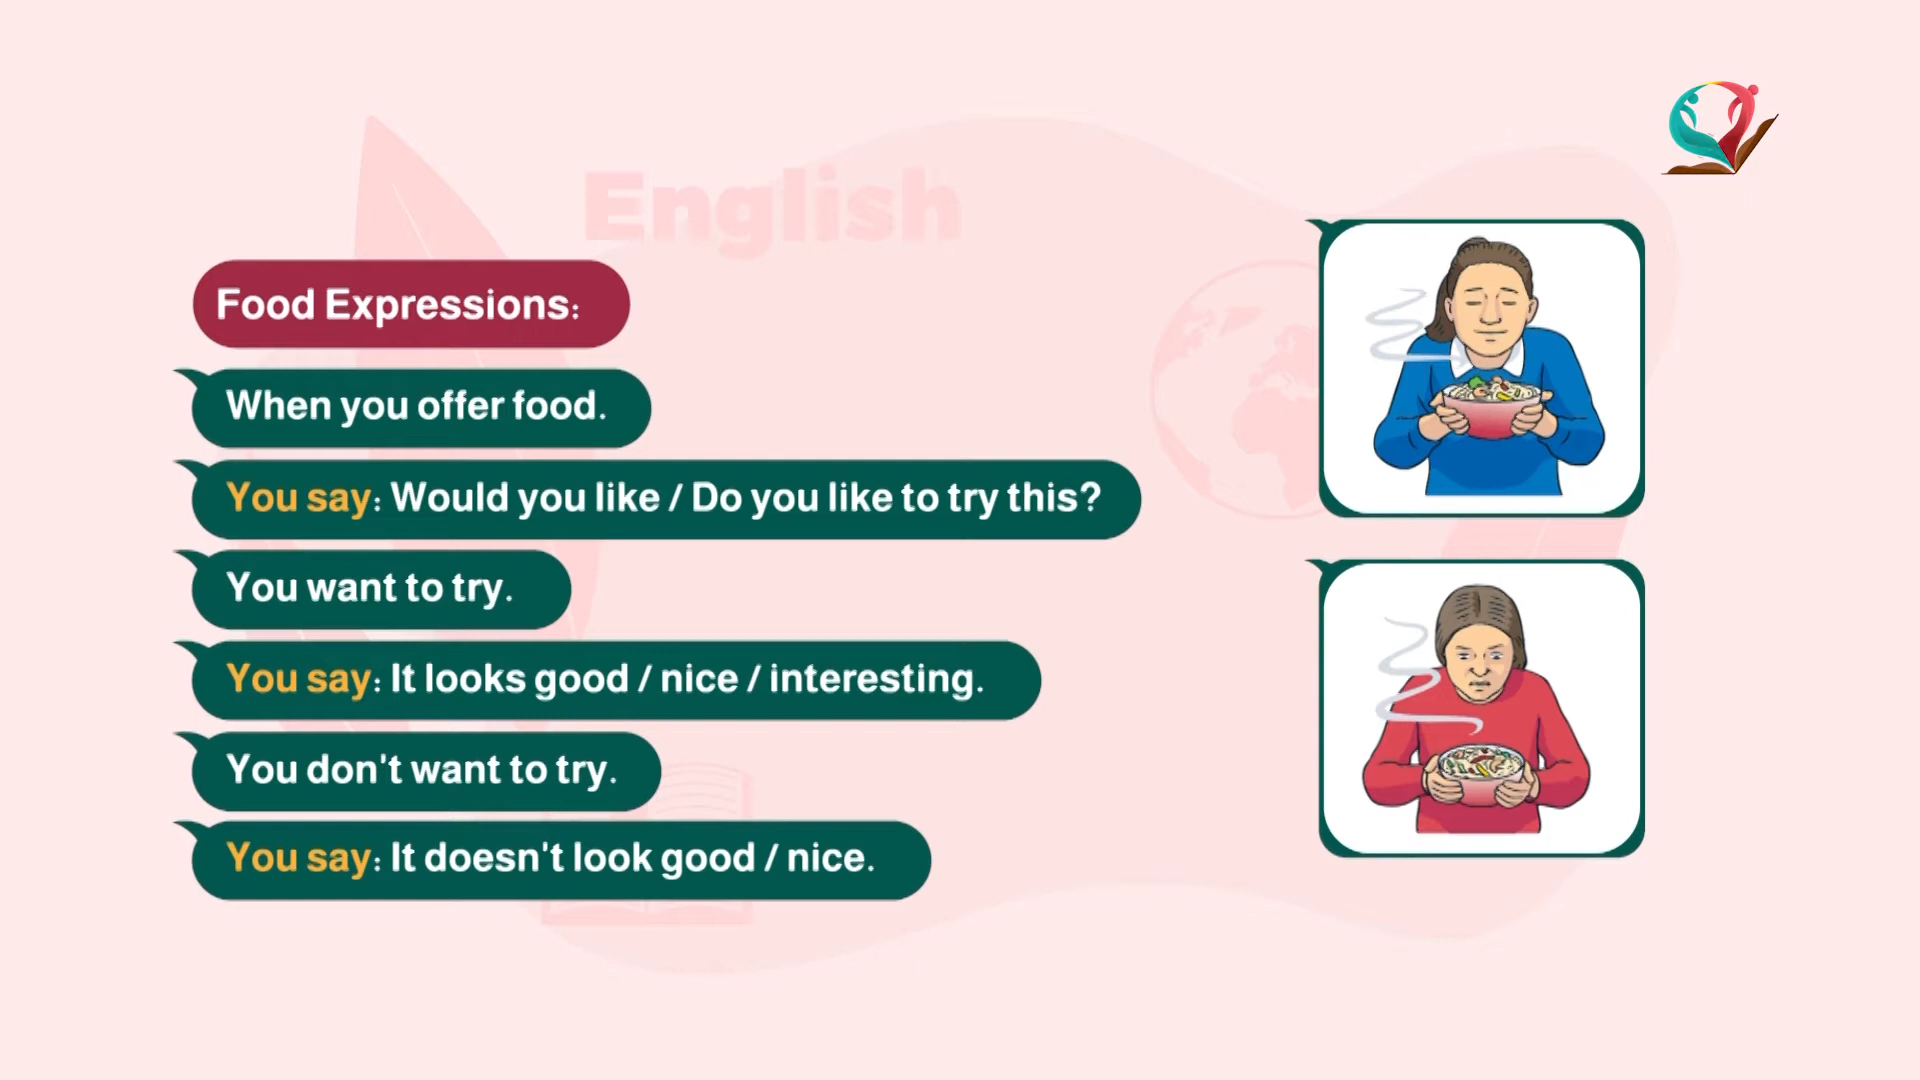 English
Food Expressions:
When you offer food.
You say: Would you like / Do you like to try this?
You want to try.
You say: It looks good / nice / interesting.
You don't want to try.
You say: It doesn't look good / nice.